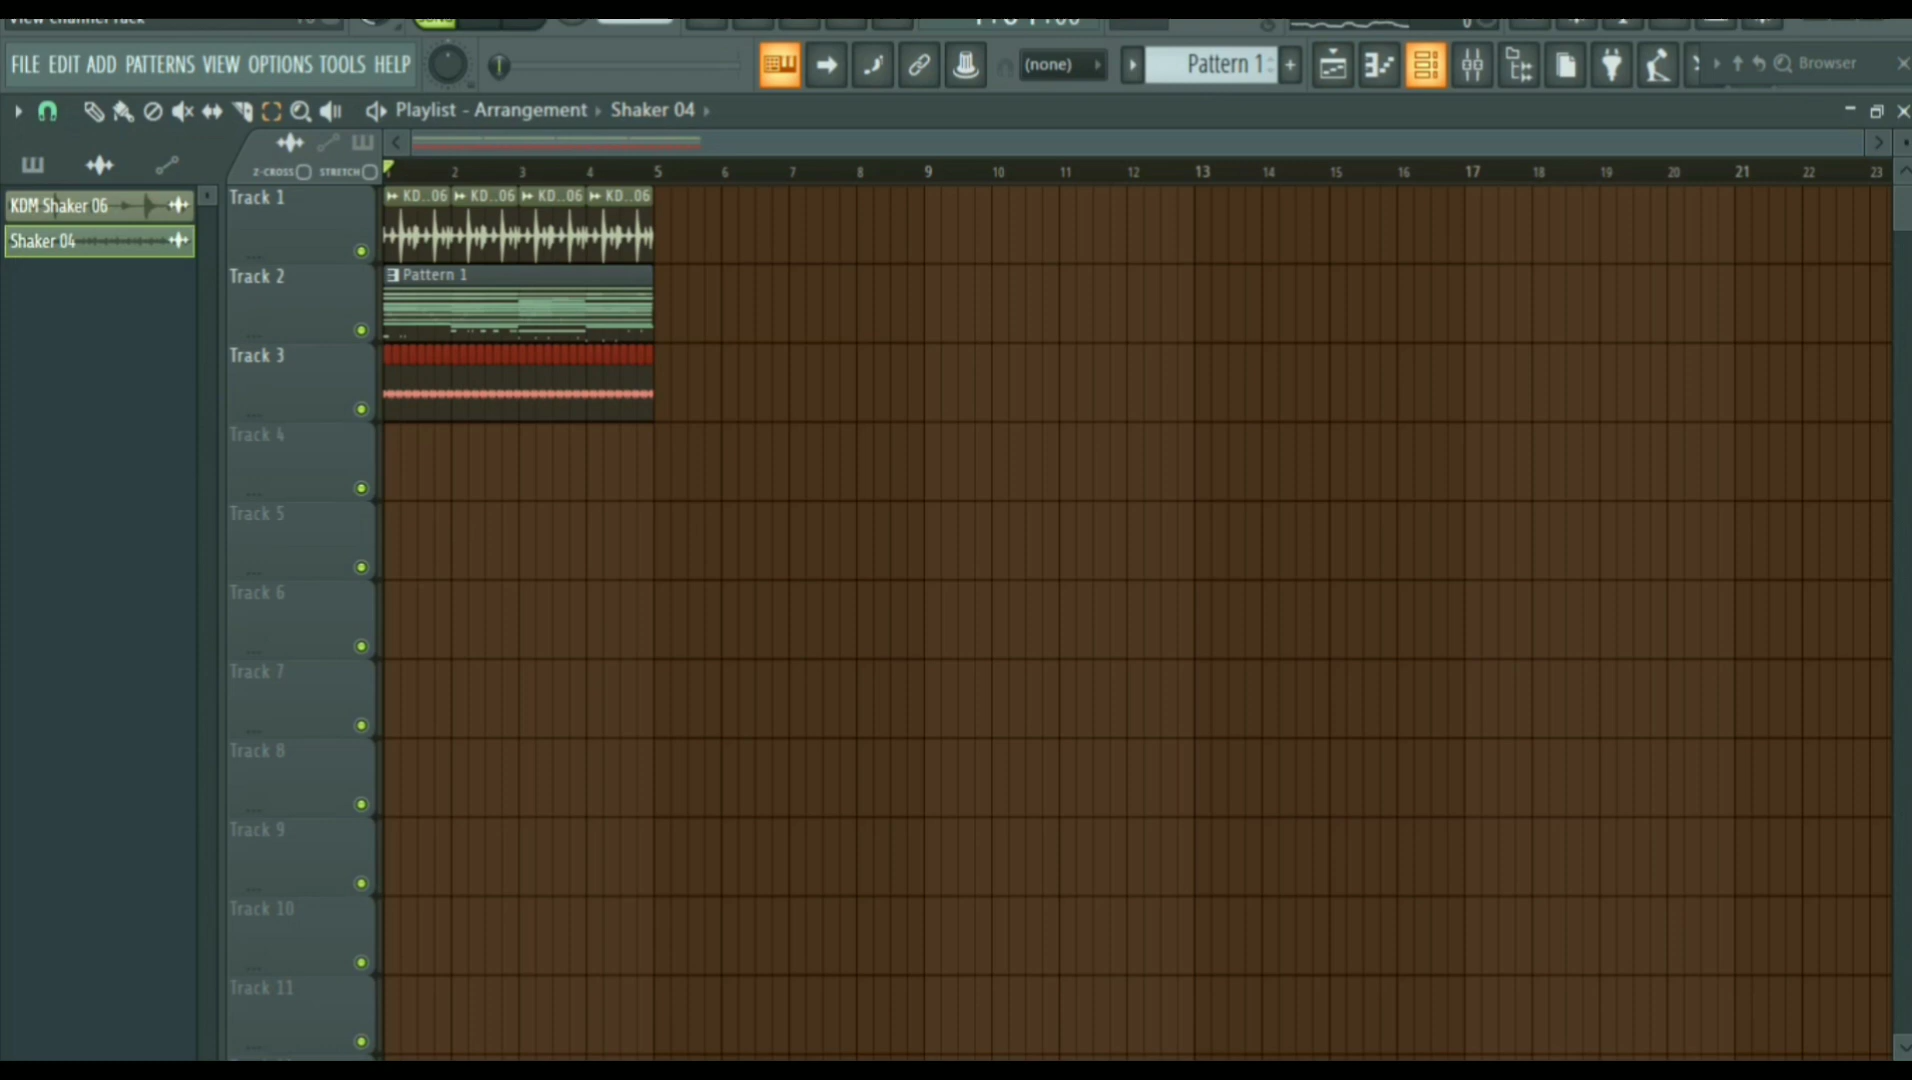 View channel rack
FILE EDIT ADD PATTERNS VIEW OPTIONS TOOLS HELP
(none)
Pattern 1
Browser
Playlist - Arrangement › Shaker 04 ›
Z-CROSS STRETCH
2 3 4 5 6 7 8 9 10 11 12 13 14 15 16 17 18 19 20 21 22 23
KDM Shaker 06
Shaker 04
Track 1
KD..06 KD..06 KD..06 KD..06
Track 2
Pattern 1
Track 3
Track 4
Track 5
Track 6
Track 7
Track 8
Track 9
Track 10
Track 11